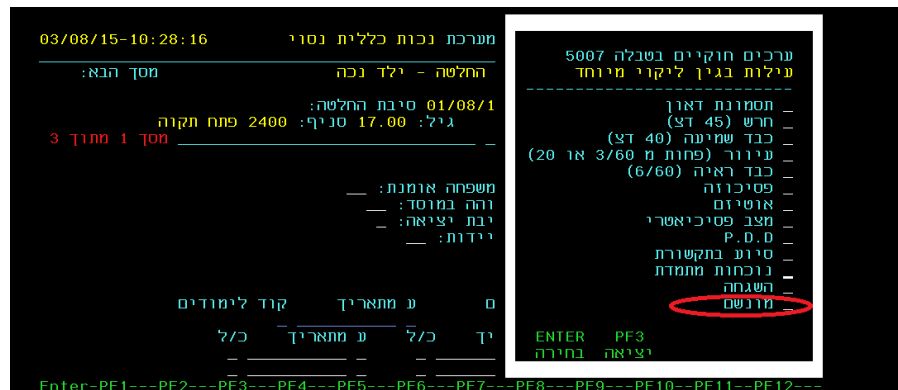 מערכת נכות כללית נסוי 03/08/15-10:28:16
החלטה - ילד נכה מסך הבא:
01/08/1 סיבת החלטה:
גיל: 17.00 סניף: 2400 פתח תקוה
מסך 1 מתוך 3
משפחה אומנת:
והה במוסד:
יבת יציאה:
יידות:
ם ע מתאריך קוד לימודים
יך כ/ל ע מתאריך כ/ל
ערכים חוקיים בטבלה 5007
עילות בגין ליקוי מיוחד
תסמונת דאון
חרש (45 דצ)
כבד שמיעה (40 דצ)
עיוור (פחות מ 3/60 או 20)
כבד ראיה (6/60)
פסיכוזה
אוטיזם
מצב פסיכיאטרי
P.D.D
סיוע בתקשורת
נוכחות מתמדת
השגחה
מונשם
ENTER PF3
יציאה בחירה
Enter-PF1---PF2---PF3---PF4---PF5---PF6---PF7---PF8---PF9---PF10--PF11--PF12---